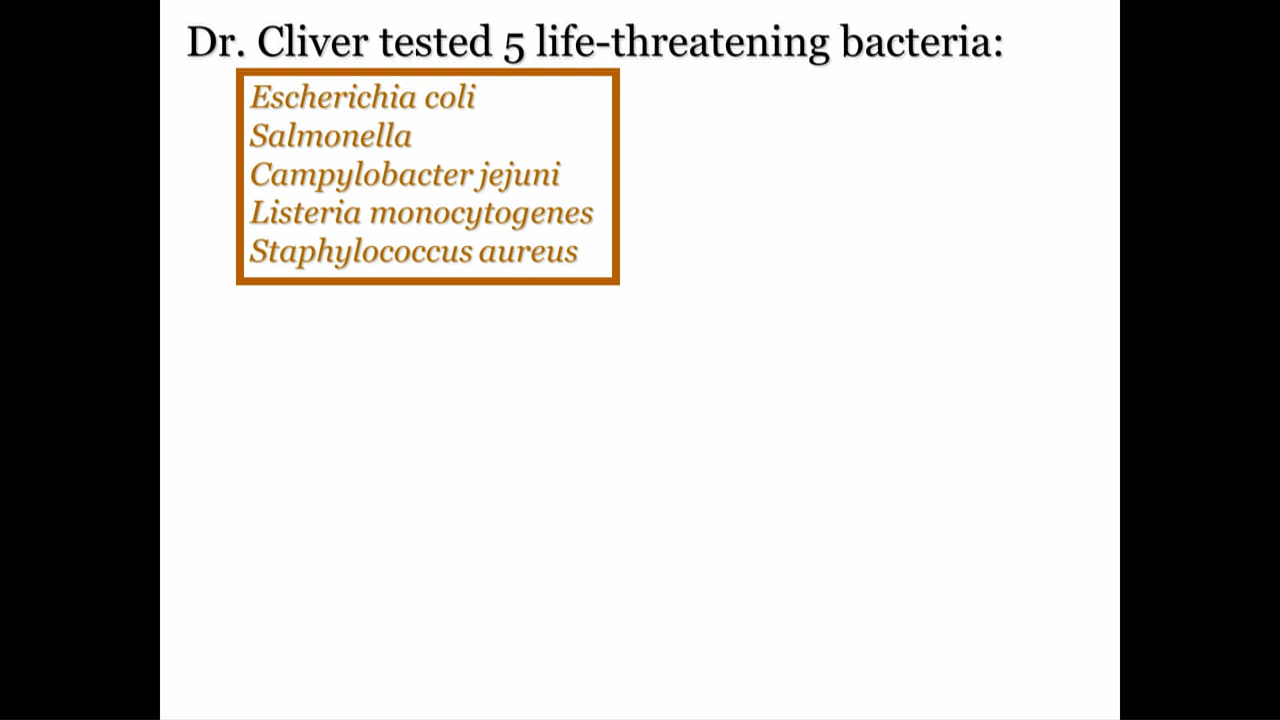 Dr. Cliver tested 5 life-threatening bacteria:
Escherichia coli
Salmonella
Campylobacter jejuni
Listeria monocytogenes
Staphylococcus aureus